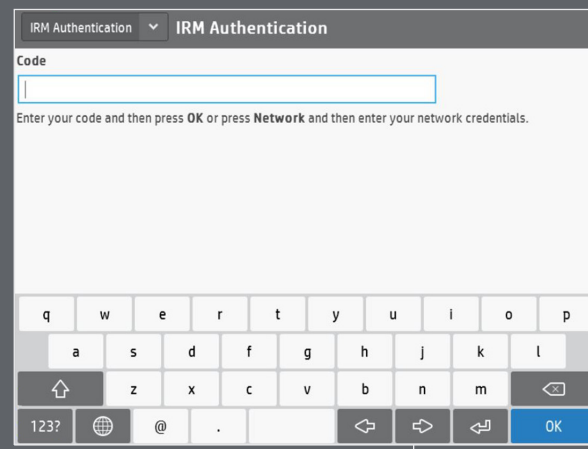 IRM Authentication IRM Authentication
Code
Enter your code and then press OK or press Network and then enter your network credentials.
q w e r t y u i o p
a s d f g h j k l
z x c v b n m
123? @ . OK